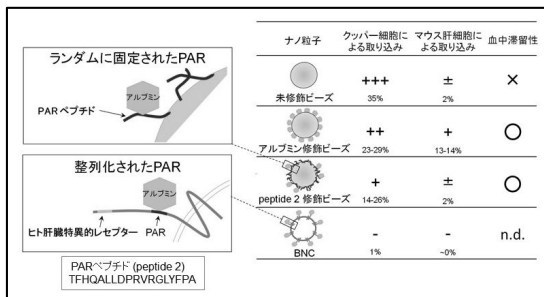 ランダムに固定されたPAR
アルブミン
PARペプチド
整列化されたPAR
アルブミン
ヒト肝臓特異的レセプター
PAR
PARペプチド (peptide 2)
TFHQALLDPRVRGLYFPA
ナノ粒子
クッパー細胞に
よる取り込み
マウス肝細胞に
よる取り込み
血中滞留性
+++
±
×
未修飾ビーズ
35%
2%
++
+
○
アルブミン修飾ビーズ
23-29%
13-14%
+
±
○
peptide 2 修飾ビーズ
14-26%
2%
-
-
n.d.
BNC
1%
~0%